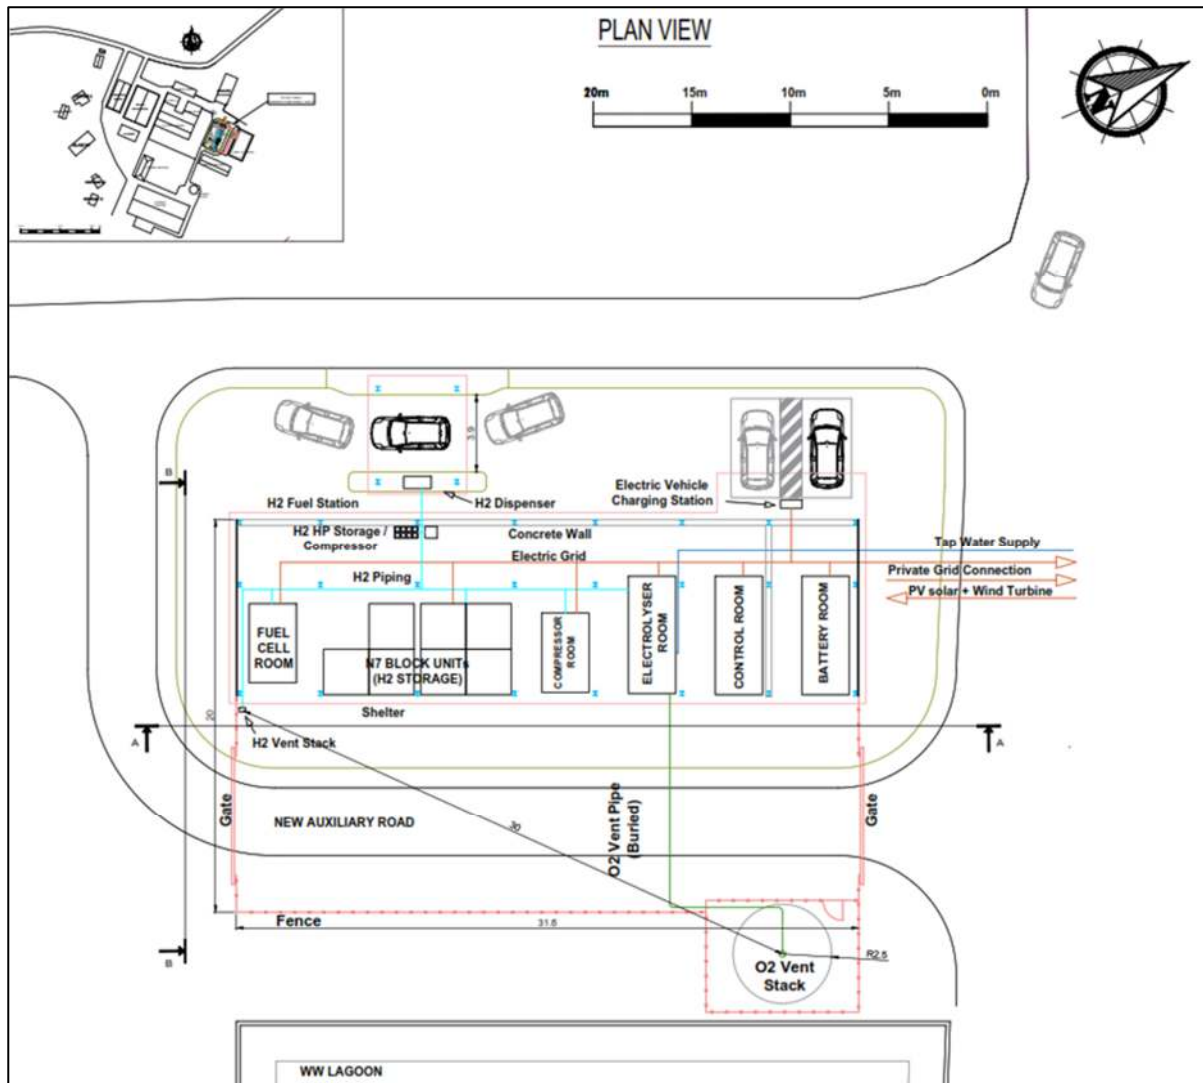 PLAN VIEW
20m 15m 10m 5m 0m
N
B
3.9
Electric Vehicle
Charging Station
H2 Fuel Station
H2 Dispenser
H2 HP Storage /
Compressor
Concrete Wall
Electric Grid
Tap Water Supply
H2 Piping
Private Grid Connection
PV solar + Wind Turbine
FUEL
CELL
ROOM
N7 BLOCK UNITs
(H2 STORAGE)
COMPRESSOR
ROOM
ELECTROLYSER
ROOM
CONTROL ROOM
BATTERY ROOM
20
Shelter
A
H2 Vent Stack
A
Gate
NEW AUXILIARY ROAD
30
O2 Vent Pipe
(Buried)
Gate
Fence
31.5
B
R2.5
O2 Vent
Stack
WW LAGOON